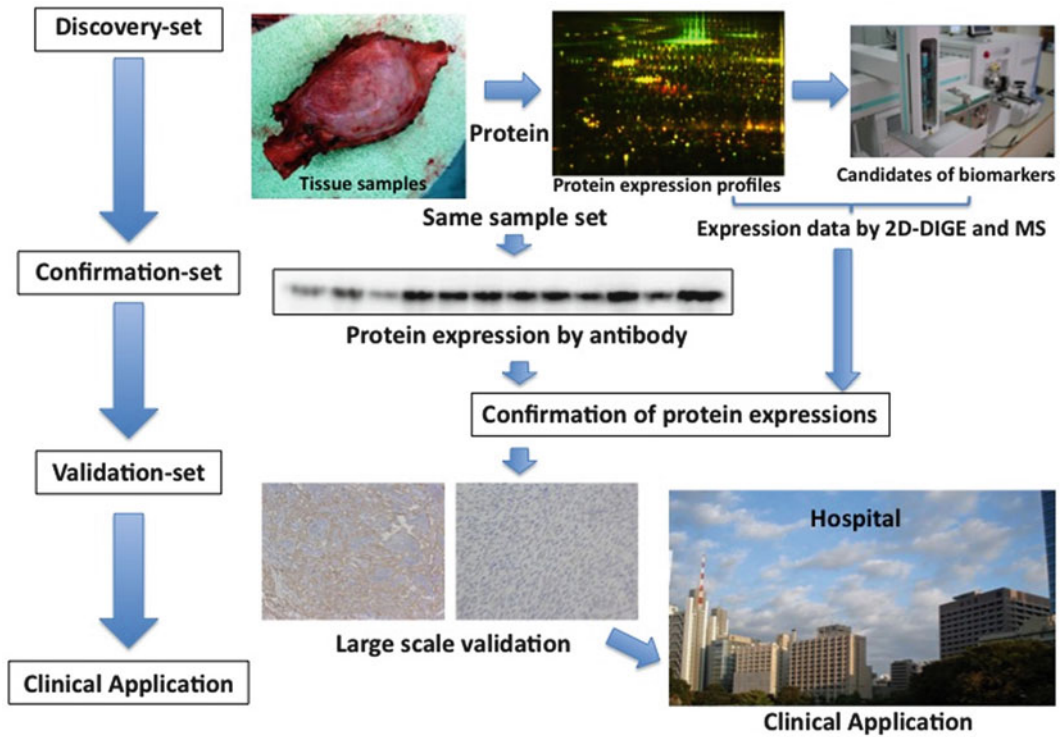 Discovery-set
Protein
Tissue samples
Protein expression profiles
Candidates of biomarkers
Same sample set
Expression data by 2D-DIGE and MS
Confirmation-set
Protein expression by antibody
Confirmation of protein expressions
Validation-set
Hospital
Large scale validation
Clinical Application
Clinical Application